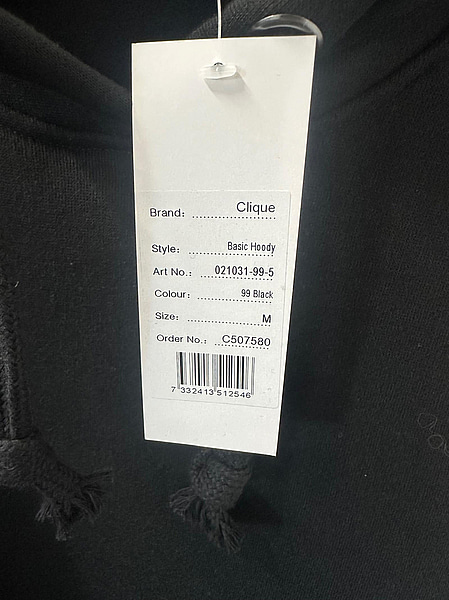 Brand: Clique
Style: Basic Hoody
Art No.: 021031-99-5
Colour: 99 Black
Size: M
Order No.: C507580
7 332413 512546